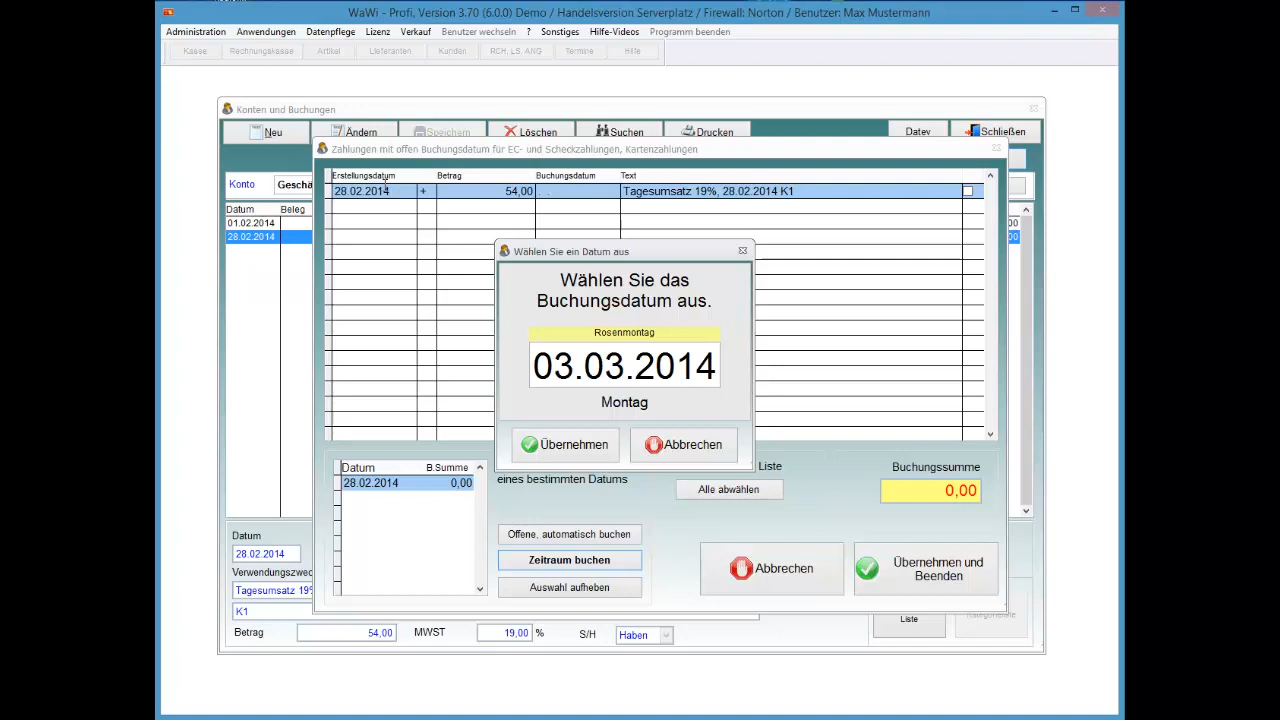 WaWi - Profi, Version 3.70 (6.0.0) Demo / Handelsversion Serverplatz / Firewall: Norton / Benutzer: Max Mustermann
Administration Anwendungen Datenpflege Lizenz Verkauf Benutzer wechseln ? Sonstiges Hilfe-Videos Programm beenden
Kasse Rechnungskasse Artikel Lieferanten Kunden RCH, LS, ANG Termine Hilfe
Konten und Buchungen
Neu Ändern Speichern Löschen Suchen Drucken Datev Schließen
Zahlungen mit offen Buchungsdatum für EC- und Scheckzahlungen, Kartenzahlungen
Konto Geschä
Datum Beleg
01.02.2014 00
28.02.2014 00
Erstellungsdatum Betrag Buchungsdatum Text
28.02.2014 + 54,00 . . Tagesumsatz 19%, 28.02.2014 K1
Wählen Sie ein Datum aus
Wählen Sie das
Buchungsdatum aus.
Rosenmontag
03.03.2014
Montag
Übernehmen Abbrechen
Datum B.Summe
28.02.2014 0,00
eines bestimmten Datums
Liste
Alle abwählen
Buchungssumme
0,00
Offene, automatisch buchen
Zeitraum buchen
Auswahl aufheben
Abbrechen
Übernehmen und
Beenden
Datum
28.02.2014
Verwendungszwec
Tagesumsatz 19%
K1
Betrag 54,00 MWST 19,00 % S/H Haben
Liste